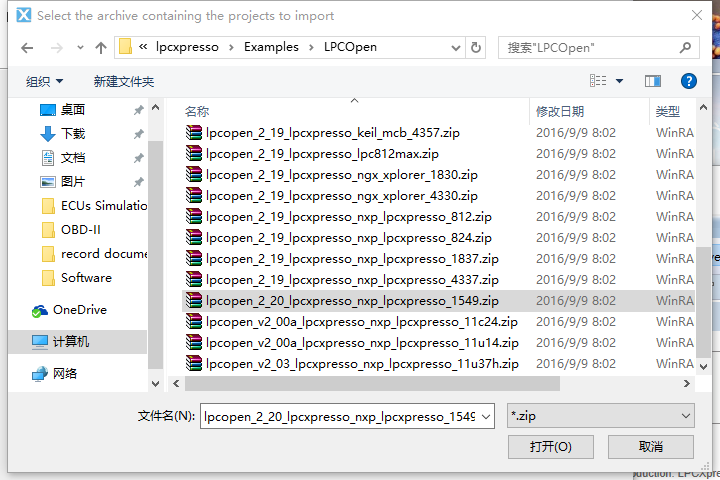 Select the archive containing the projects to import
« lpcxpresso > Examples > LPCOpen
搜索"LPCOpen"
组织 新建文件夹
名称 修改日期 类型
桌面
下载
文档
图片
ECUs Simulatio
OBD-II
record docume
Software
OneDrive
计算机
网络
lpcopen_2_19_lpcxpresso_keil_mcb_4357.zip 2016/9/9 8:02 WinRA
lpcopen_2_19_lpcxpresso_lpc812max.zip 2016/9/9 8:02 WinRA
lpcopen_2_19_lpcxpresso_ngx_xplorer_1830.zip 2016/9/9 8:02 WinRA
lpcopen_2_19_lpcxpresso_ngx_xplorer_4330.zip 2016/9/9 8:02 WinRA
lpcopen_2_19_lpcxpresso_nxp_lpcxpresso_812.zip 2016/9/9 8:02 WinRA
lpcopen_2_19_lpcxpresso_nxp_lpcxpresso_824.zip 2016/9/9 8:02 WinRA
lpcopen_2_19_lpcxpresso_nxp_lpcxpresso_1837.zip 2016/9/9 8:02 WinRA
lpcopen_2_19_lpcxpresso_nxp_lpcxpresso_4337.zip 2016/9/9 8:02 WinRA
lpcopen_2_20_lpcxpresso_nxp_lpcxpresso_1549.zip 2016/9/9 8:02 WinRA
lpcopen_v2_00a_lpcxpresso_nxp_lpcxpresso_11c24.zip 2016/9/9 8:02 WinRA
lpcopen_v2_00a_lpcxpresso_nxp_lpcxpresso_11u14.zip 2016/9/9 8:02 WinRA
lpcopen_v2_03_lpcxpresso_nxp_lpcxpresso_11u37h.zip 2016/9/9 8:02 WinRA
文件名(N): lpcopen_2_20_lpcxpresso_nxp_lpcxpresso_1549 *.zip
打开(O) 取消